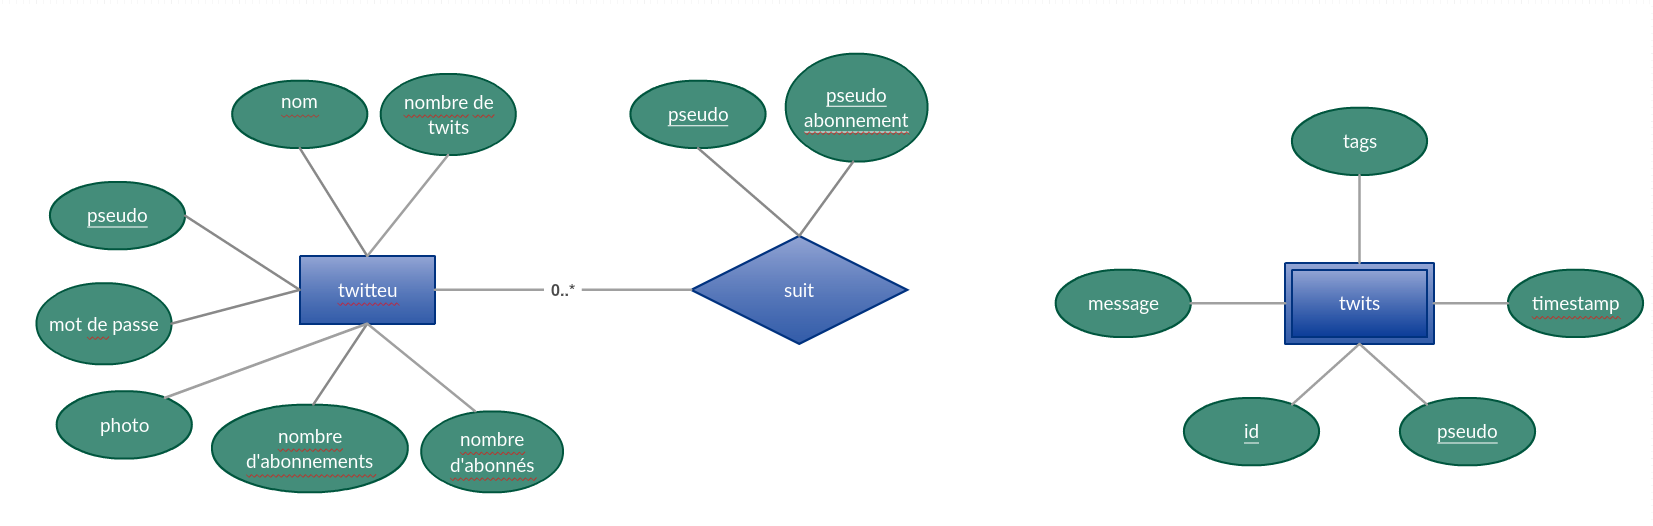 nom
nombre de
twits
pseudo
pseudo
abonnement
tags
pseudo
twitteu
0..*
suit
message
twits
timestamp
mot de passe
photo
nombre
d'abonnements
nombre
d'abonnés
id
pseudo